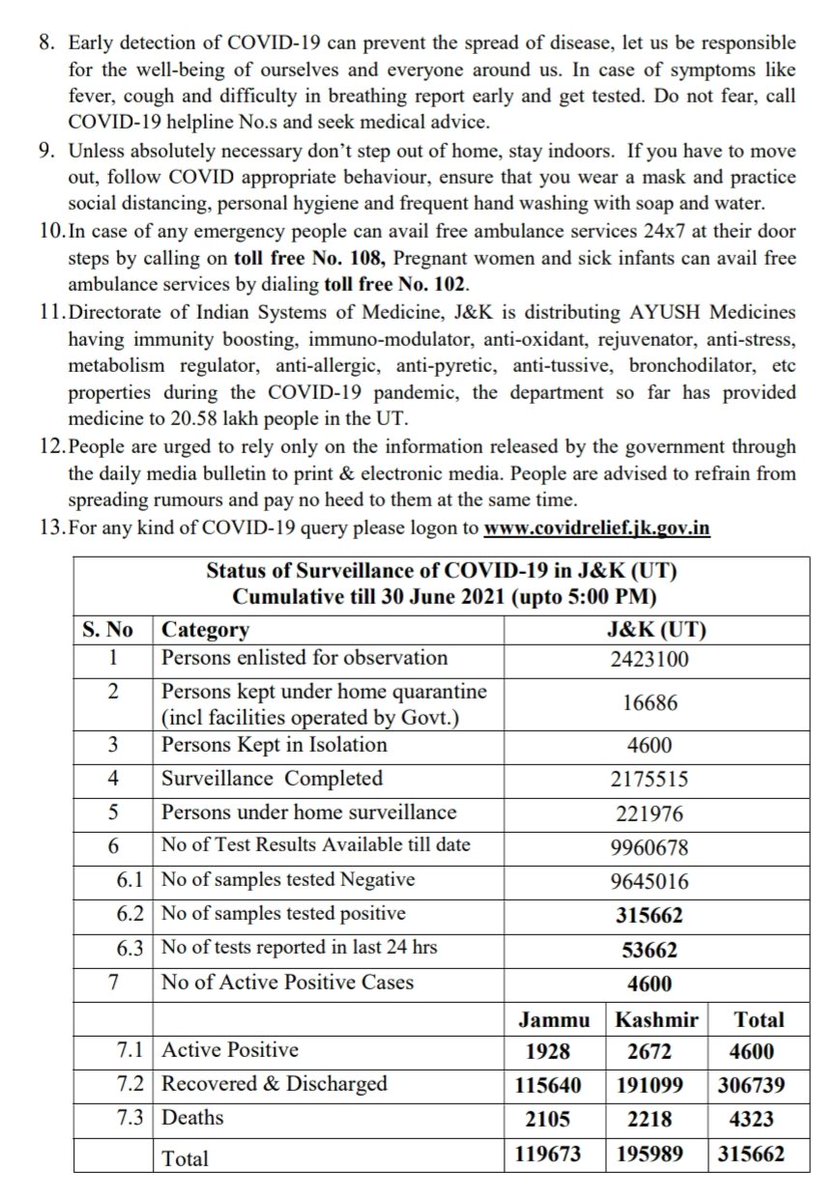 8. Early detection of COVID-19 can prevent the spread of disease, let us be responsible
for the well-being of ourselves and everyone around us. In case of symptoms like
fever, cough and difficulty in breathing report early and get tested. Do not fear, call
COVID-19 helpline No.s and seek medical advice.
9. Unless absolutely necessary don’t step out of home, stay indoors. If you have to move
out, follow COVID appropriate behaviour, ensure that you wear a mask and practice
social distancing, personal hygiene and frequent hand washing with soap and water.
10. In case of any emergency people can avail free ambulance services 24x7 at their door
steps by calling on toll free No. 108, Pregnant women and sick infants can avail free
ambulance services by dialing toll free No. 102.
11. Directorate of Indian Systems of Medicine, J&K is distributing AYUSH Medicines
having immunity boosting, immuno-modulator, anti-oxidant, rejuvenator, anti-stress,
metabolism regulator, anti-allergic, anti-pyretic, anti-tussive, bronchodilator, etc
properties during the COVID-19 pandemic, the department so far has provided
medicine to 20.58 lakh people in the UT.
12. People are urged to rely only on the information released by the government through
the daily media bulletin to print & electronic media. People are advised to refrain from
spreading rumours and pay no heed to them at the same time.
13. For any kind of COVID-19 query please logon to www.covidrelief.jk.gov.in
Status of Surveillance of COVID-19 in J&K (UT)
Cumulative till 30 June 2021 (upto 5:00 PM)
S. No Category J&K (UT)
1 Persons enlisted for observation 2423100
2 Persons kept under home quarantine
(incl facilities operated by Govt.) 16686
3 Persons Kept in Isolation 4600
4 Surveillance Completed 2175515
5 Persons under home surveillance 221976
6 No of Test Results Available till date 9960678
6.1 No of samples tested Negative 9645016
6.2 No of samples tested positive 315662
6.3 No of tests reported in last 24 hrs 53662
7 No of Active Positive Cases 4600
Jammu Kashmir Total
7.1 Active Positive 1928 2672 4600
7.2 Recovered & Discharged 115640 191099 306739
7.3 Deaths 2105 2218 4323
Total 119673 195989 315662